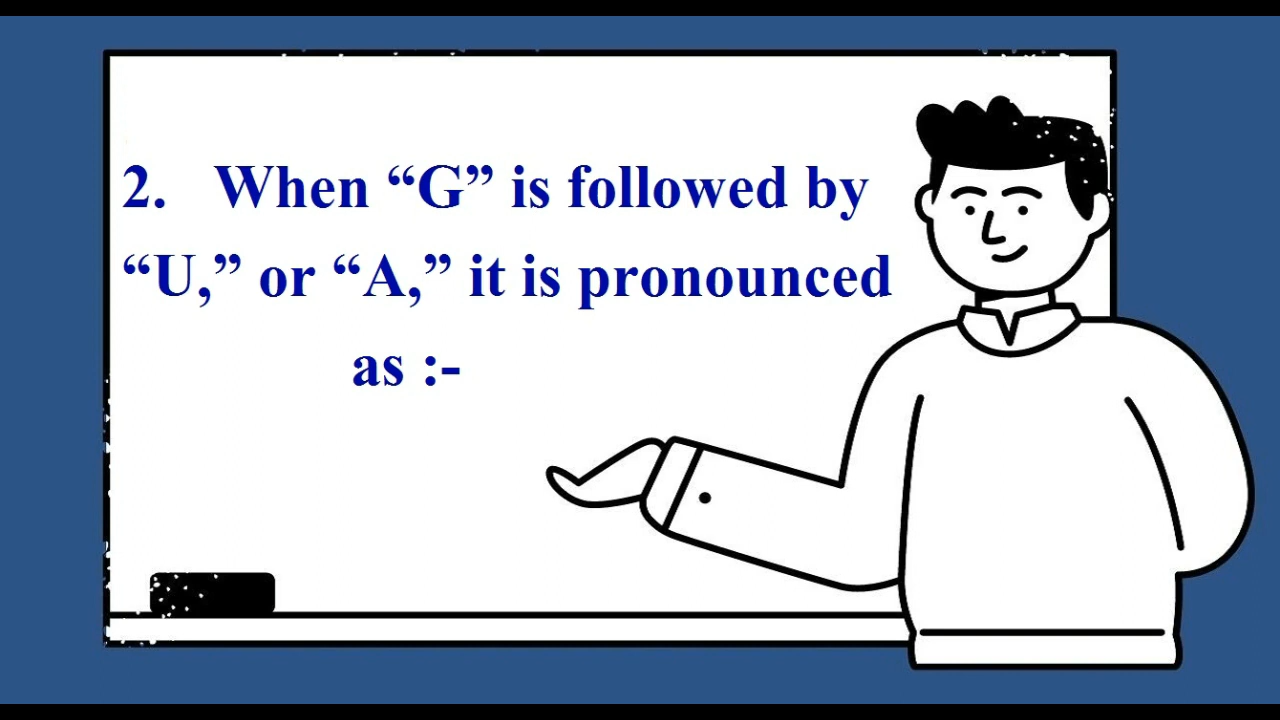 2. When “G” is followed by
“U,” or “A,” it is pronounced
as :-